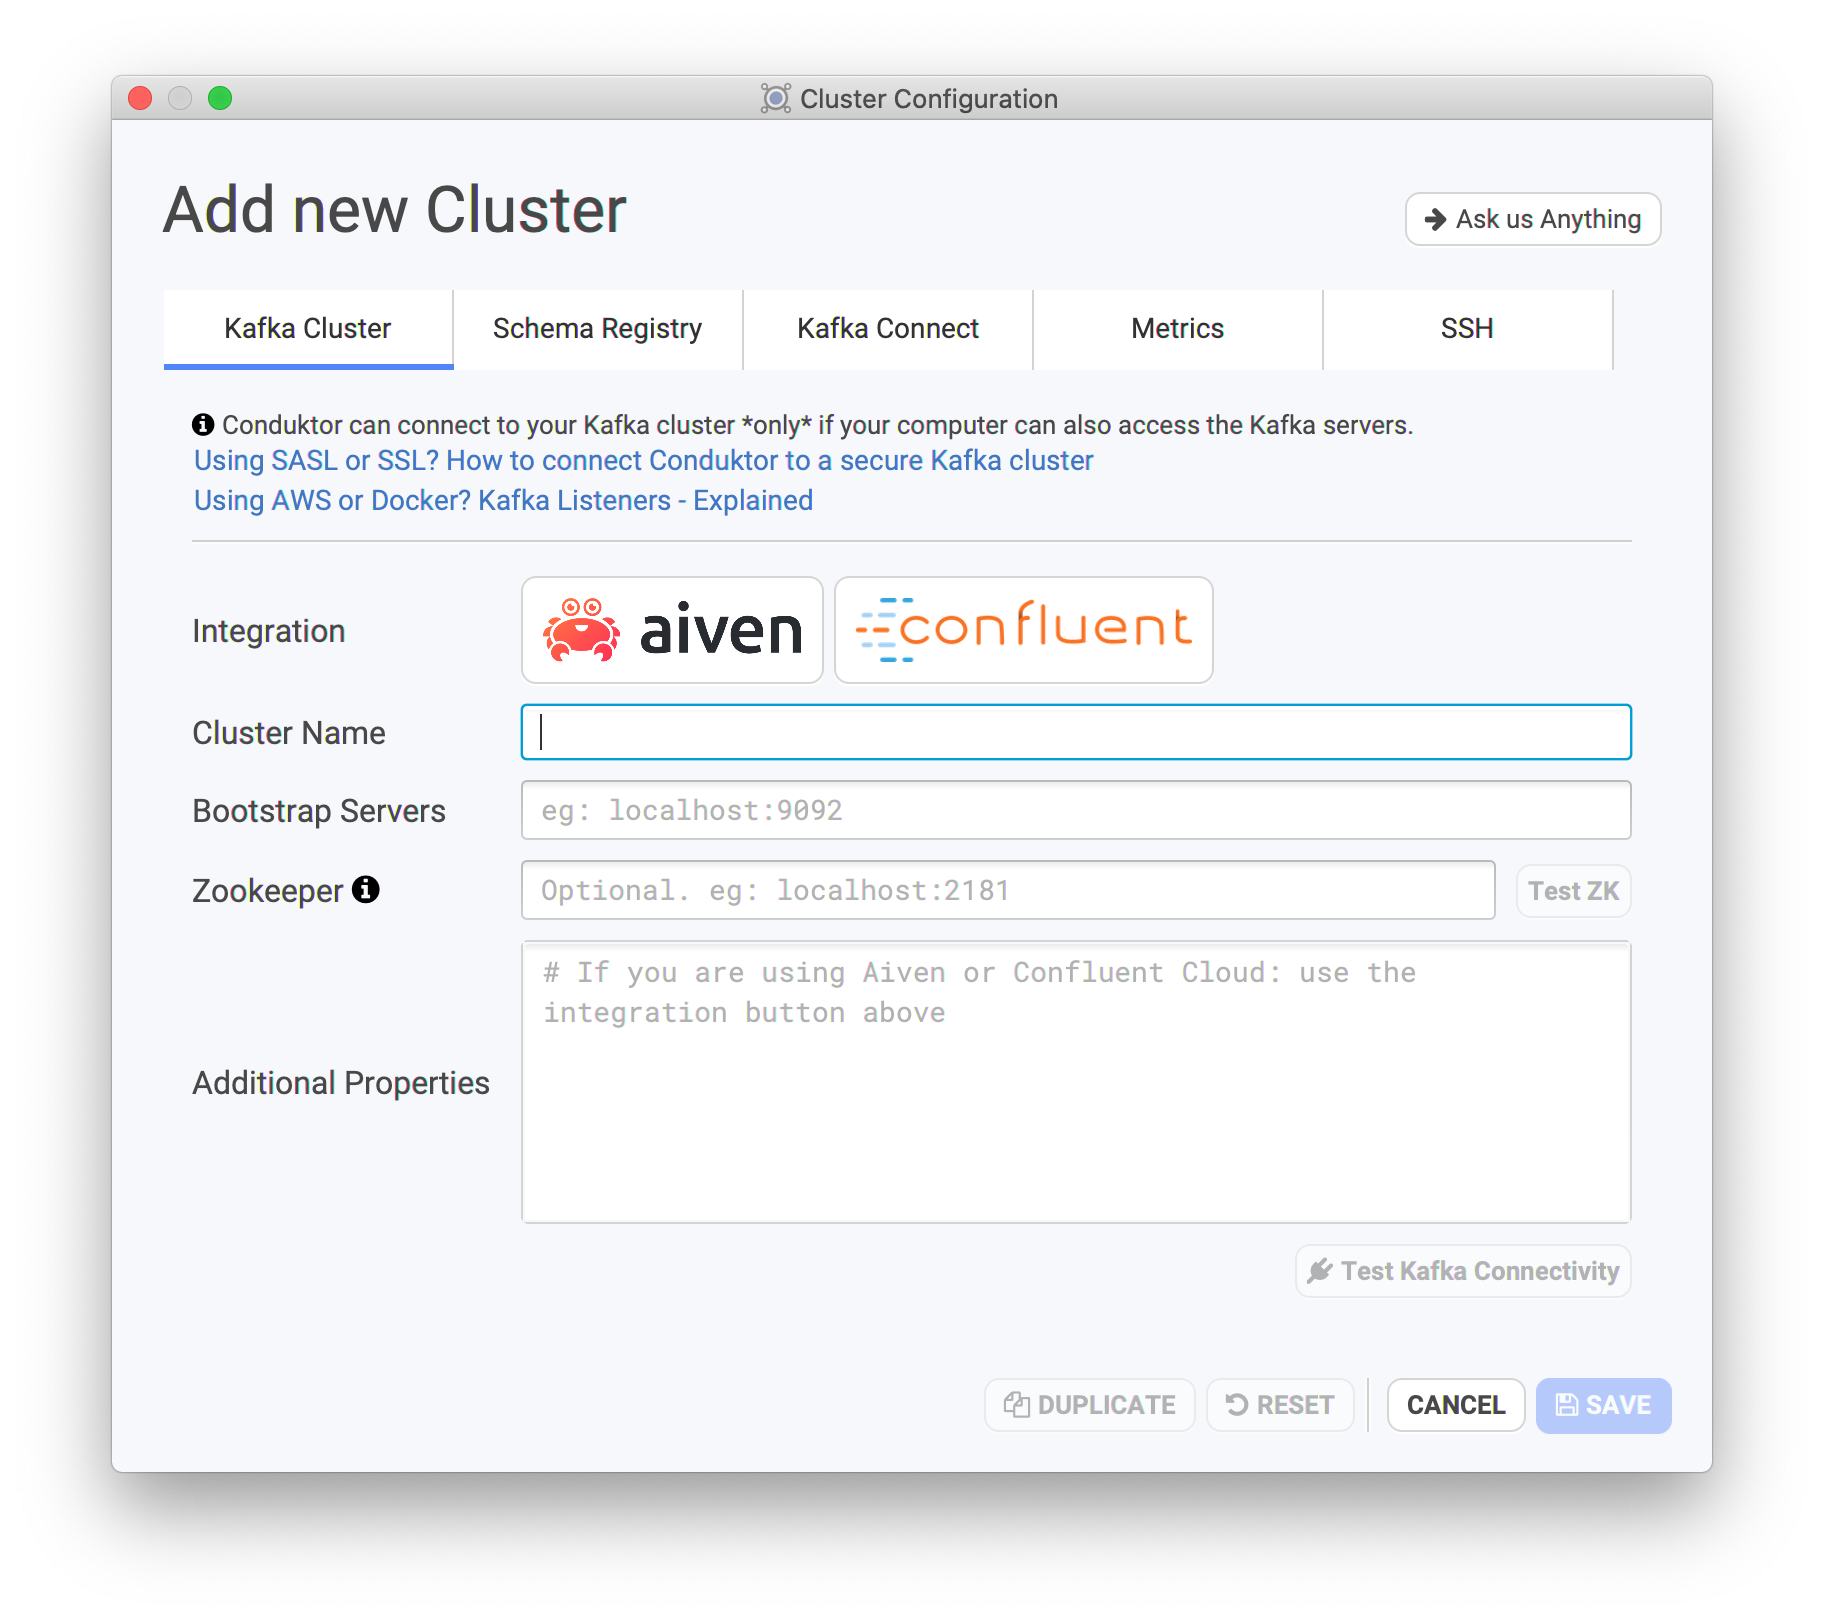 Cluster Configuration
Add new Cluster
Ask us Anything
Kafka Cluster
Schema Registry
Kafka Connect
Metrics
SSH
Conduktor can connect to your Kafka cluster *only* if your computer can also access the Kafka servers.
Using SASL or SSL? How to connect Conduktor to a secure Kafka cluster
Using AWS or Docker? Kafka Listeners - Explained
Integration
aiven
confluent
Cluster Name
Bootstrap Servers
eg: localhost:9092
Zookeeper
Optional. eg: localhost:2181
Test ZK
Additional Properties
# If you are using Aiven or Confluent Cloud: use the
integration button above
Test Kafka Connectivity
DUPLICATE
RESET
CANCEL
SAVE